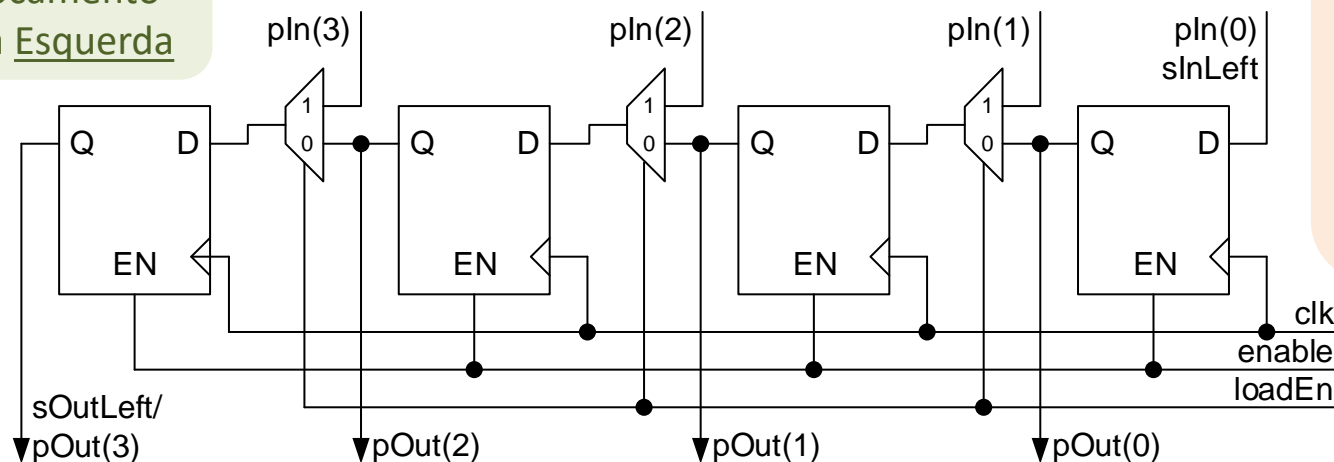 Esquerda
pIn(3)
pIn(2)
pIn(1)
pIn(0)
sInLeft
1
0
1
0
1
0
Q D
Q D
Q D
Q D
EN
EN
EN
EN
clk
enable
loadEn
sOutLeft/
pOut(3)
pOut(2)
pOut(1)
pOut(0)